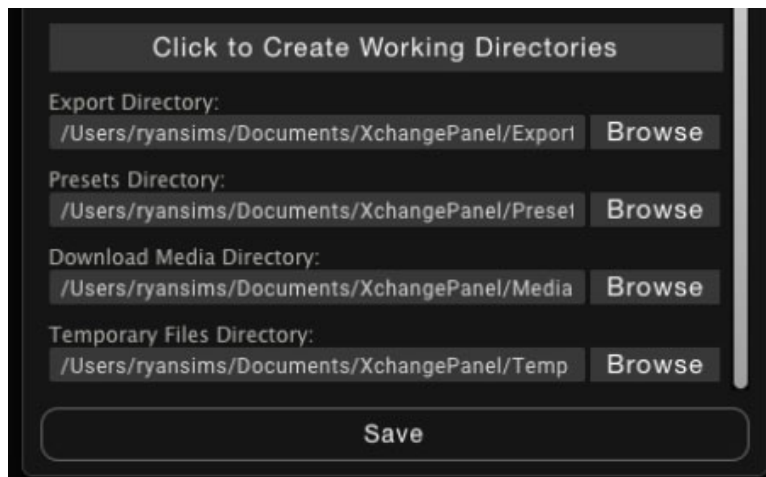 Click to Create Working Directories
Export Directory:
/Users/ryansims/Documents/XchangePanel/Export Browse
Presets Directory:
/Users/ryansims/Documents/XchangePanel/Preset Browse
Download Media Directory:
/Users/ryansims/Documents/XchangePanel/Media Browse
Temporary Files Directory:
/Users/ryansims/Documents/XchangePanel/Temp Browse
Save